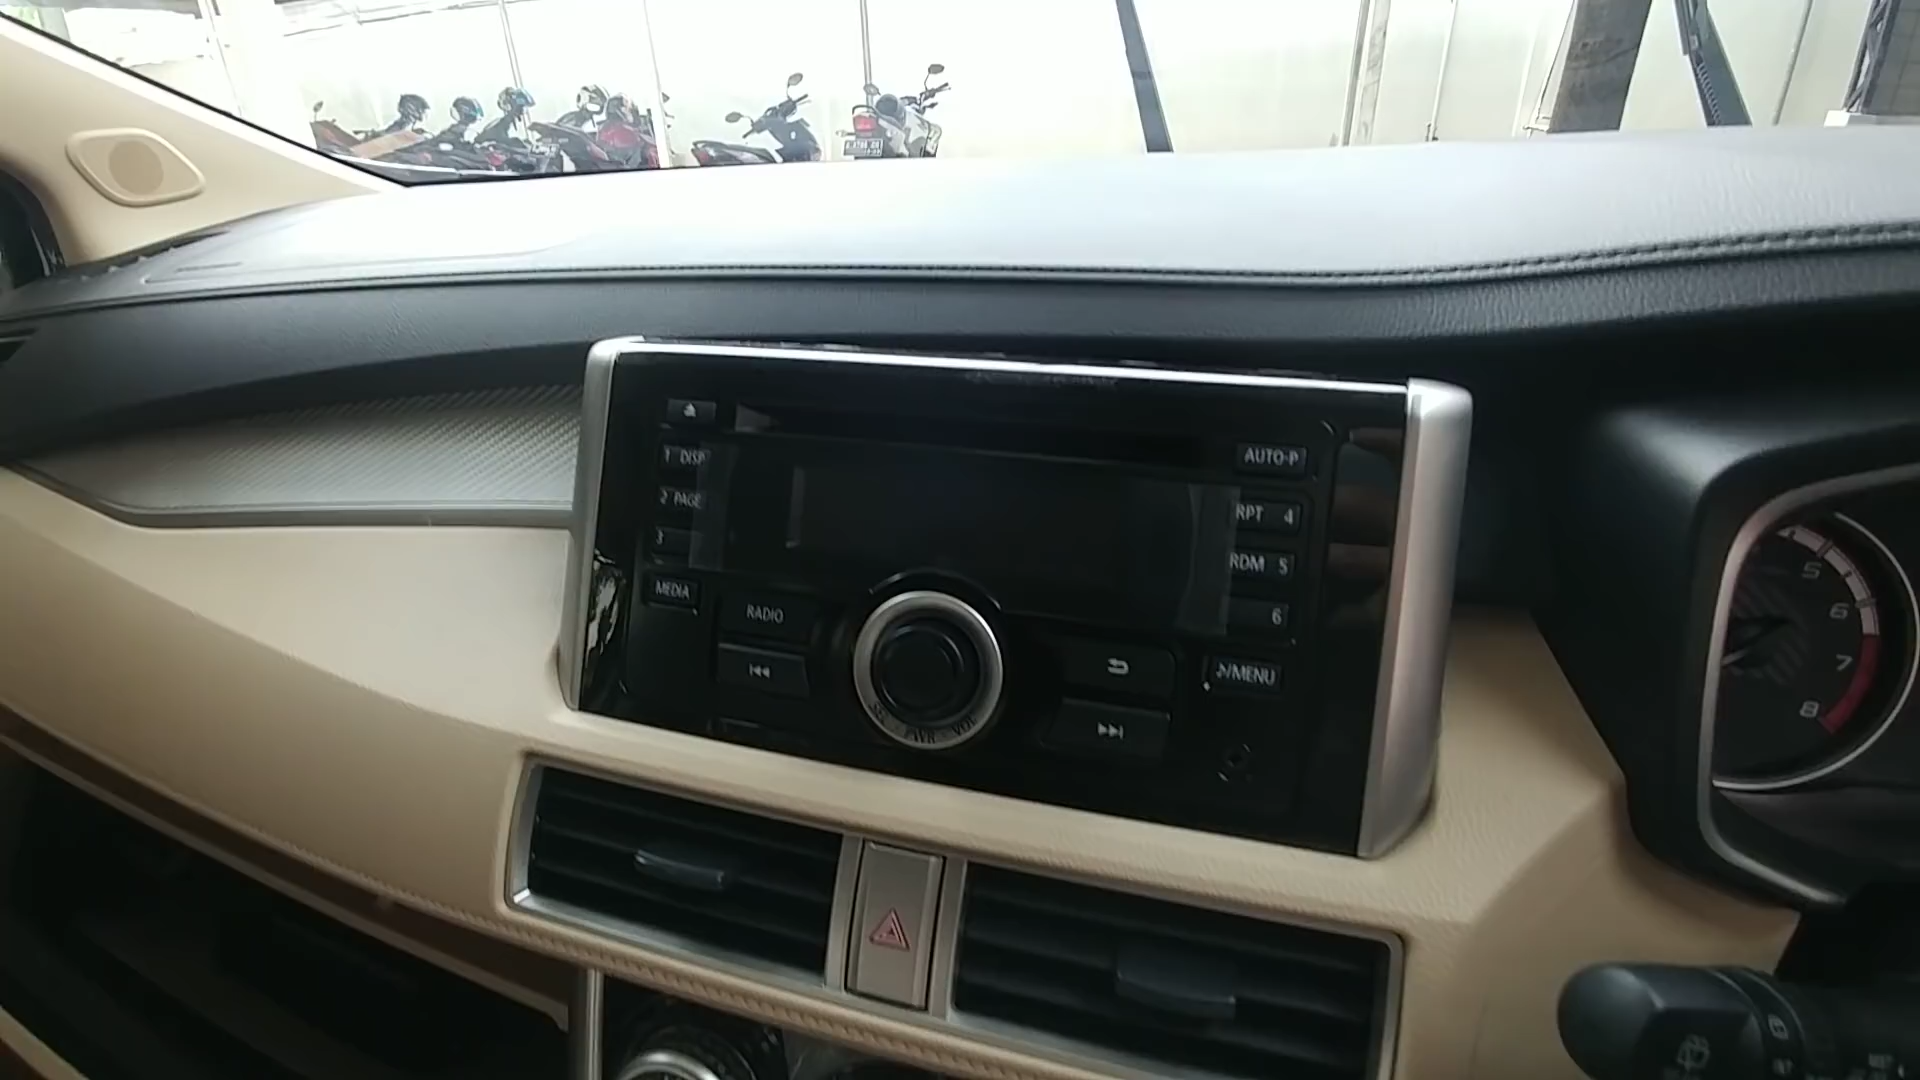 1 DISP
2 PAGE
3
MEDIA
RADIO
AUTO-P
RPT 4
RDM 5
6
♪/MENU
SEL PWR · VOL
5
6
7
8